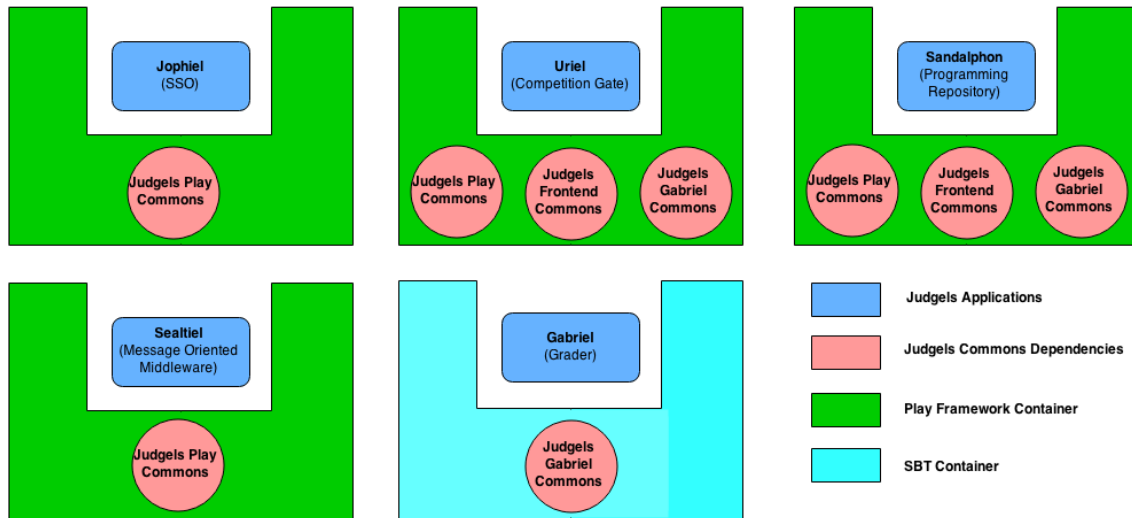 Jophiel
(SSO)
Judgels Play
Commons
Uriel
(Competition Gate)
Judgels Play
Commons
Judgels
Frontend
Commons
Judgels
Gabriel
Commons
Sandalphon
(Programming
Repository)
Judgels Play
Commons
Judgels
Frontend
Commons
Judgels
Gabriel
Commons
Sealtiel
(Message Oriented
Middleware)
Judgels Play
Commons
Gabriel
(Grader)
Judgels
Gabriel
Commons
Judgels Applications
Judgels Commons Dependencies
Play Framework Container
SBT Container